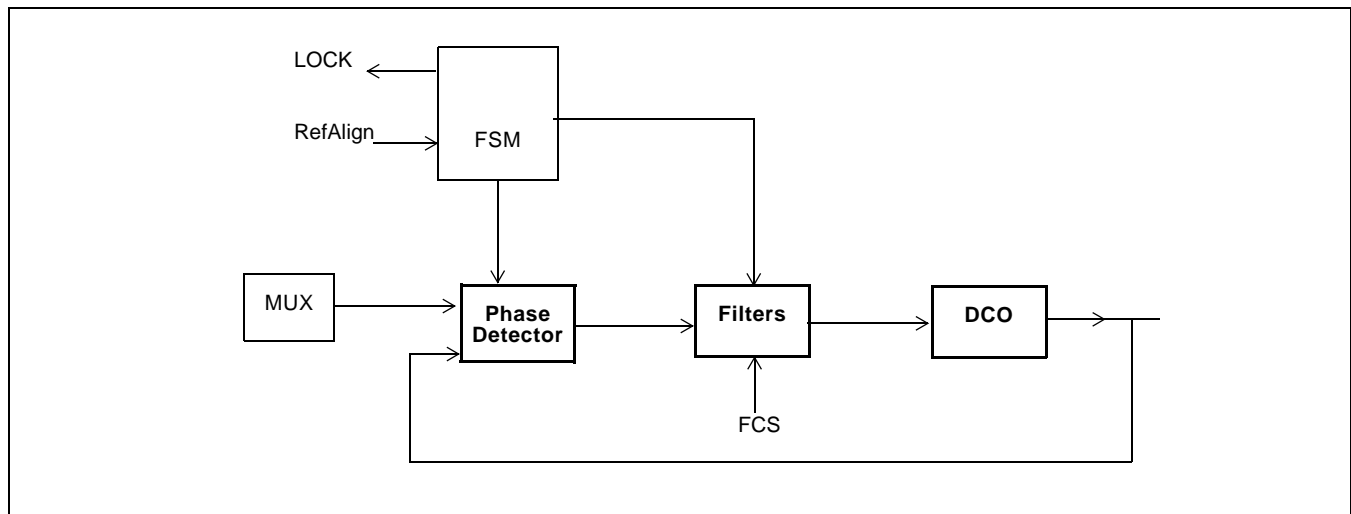 LOCK
RefAlign
FSM
MUX
Phase
Detector
Filters
DCO
FCS